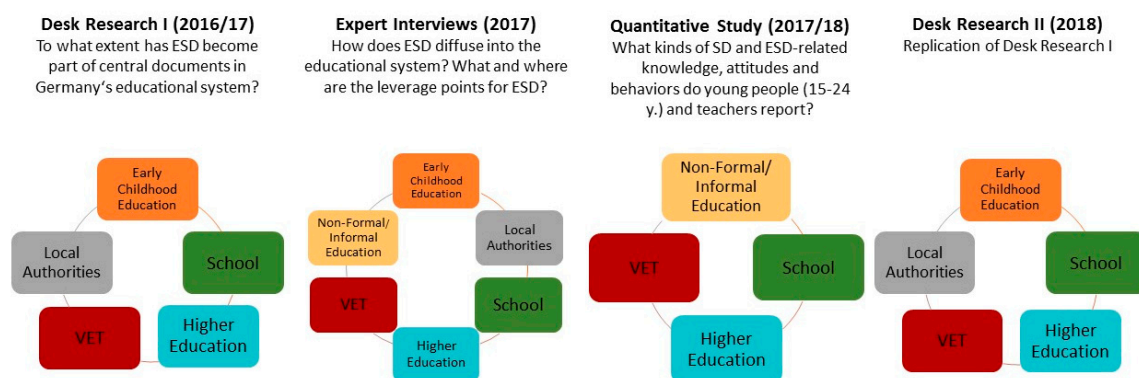 Desk Research I (2016/17)
To what extent has ESD become
part of central documents in
Germany‘s educational system?
Early
Childhood
Education
Local
Authorities
School
VET
Higher
Education
Expert Interviews (2017)
How does ESD diffuse into the
educational system? What and where
are the leverage points for ESD?
Early
Childhood
Education
Non-Formal/
Informal
Education
Local
Authorities
VET
School
Higher
Education
Quantitative Study (2017/18)
What kinds of SD and ESD-related
knowledge, attitudes and
behaviors do young people (15-24
y.) and teachers report?
Non-Formal/
Informal
Education
VET
School
Higher
Education
Desk Research II (2018)
Replication of Desk Research I
Early
Childhood
Education
Local
Authorities
School
VET
Higher
Education